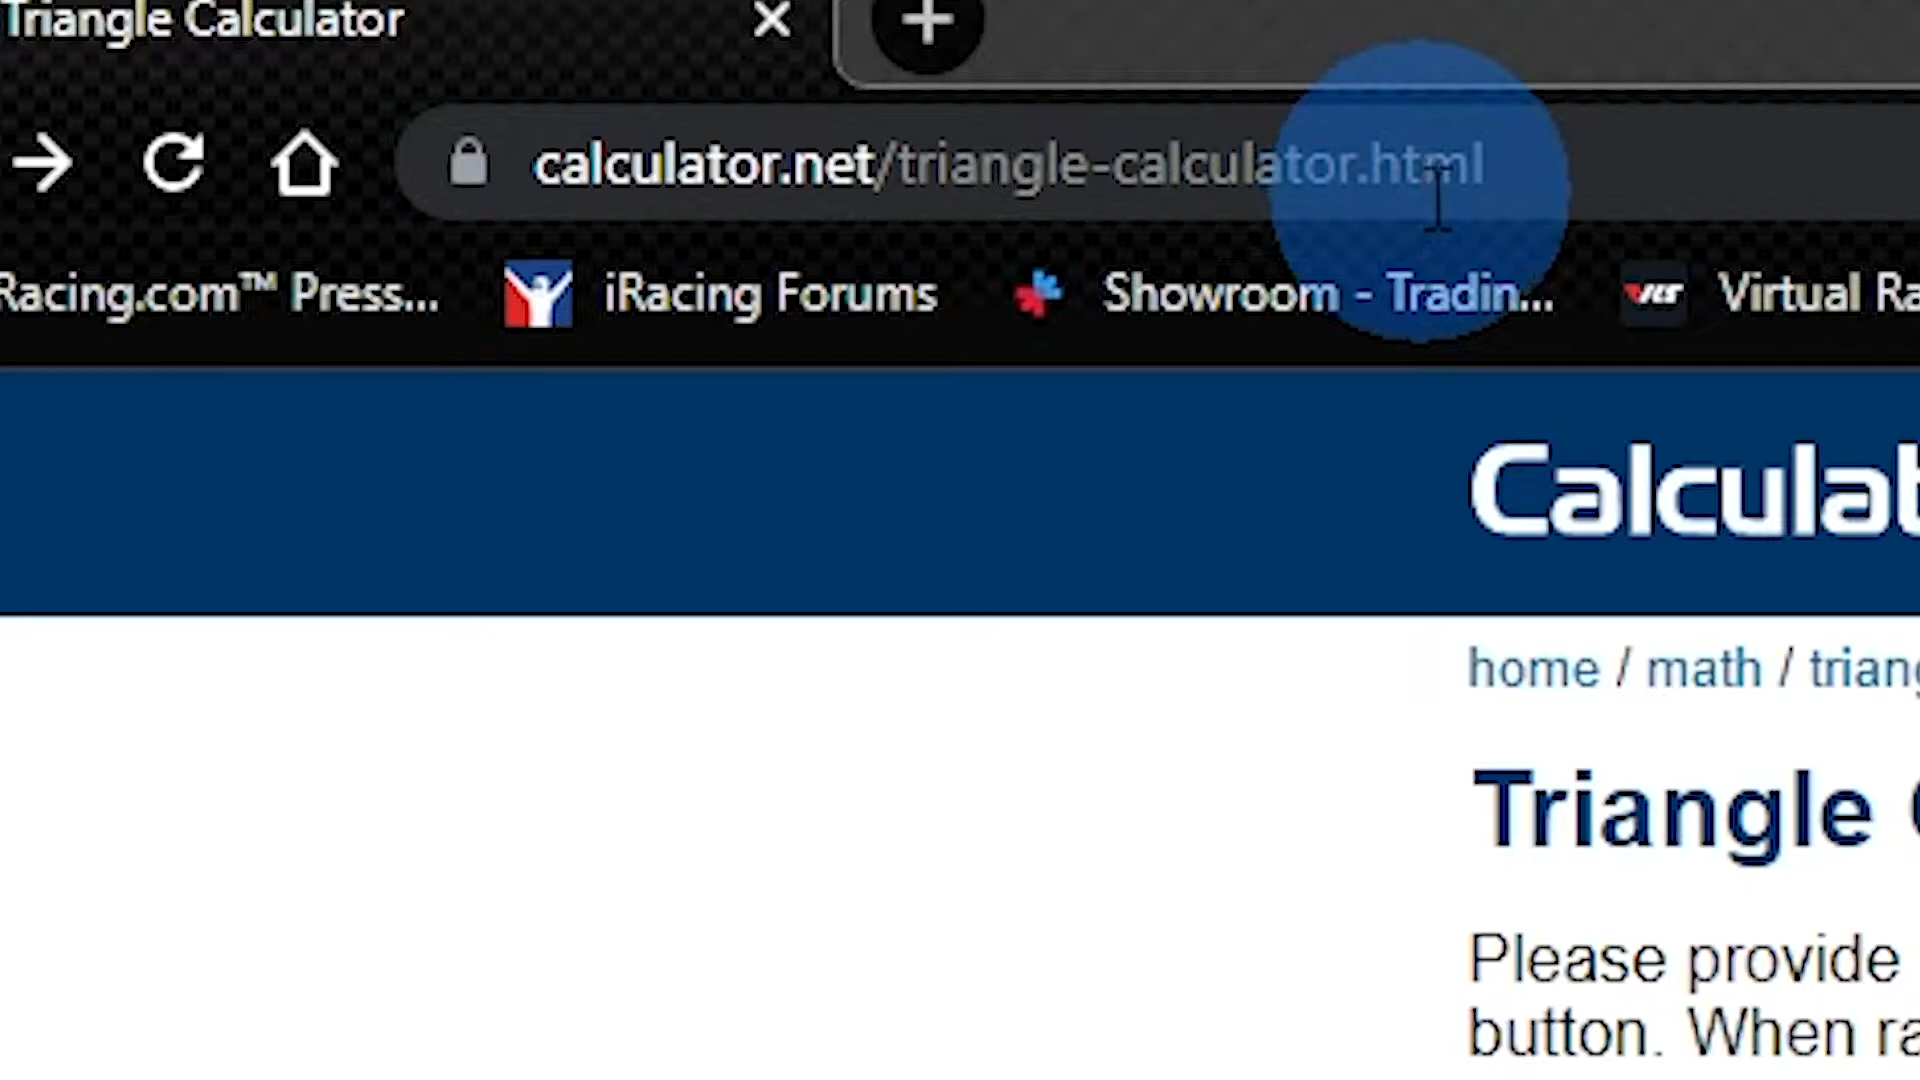 Triangle Calculator
calculator.net/triangle-calculator.html
Racing.com™ Press... iRacing Forums Showroom - Tradin... Virtual Ra
Calculat
home / math / triang
Triangle
Please provide
button. When ra